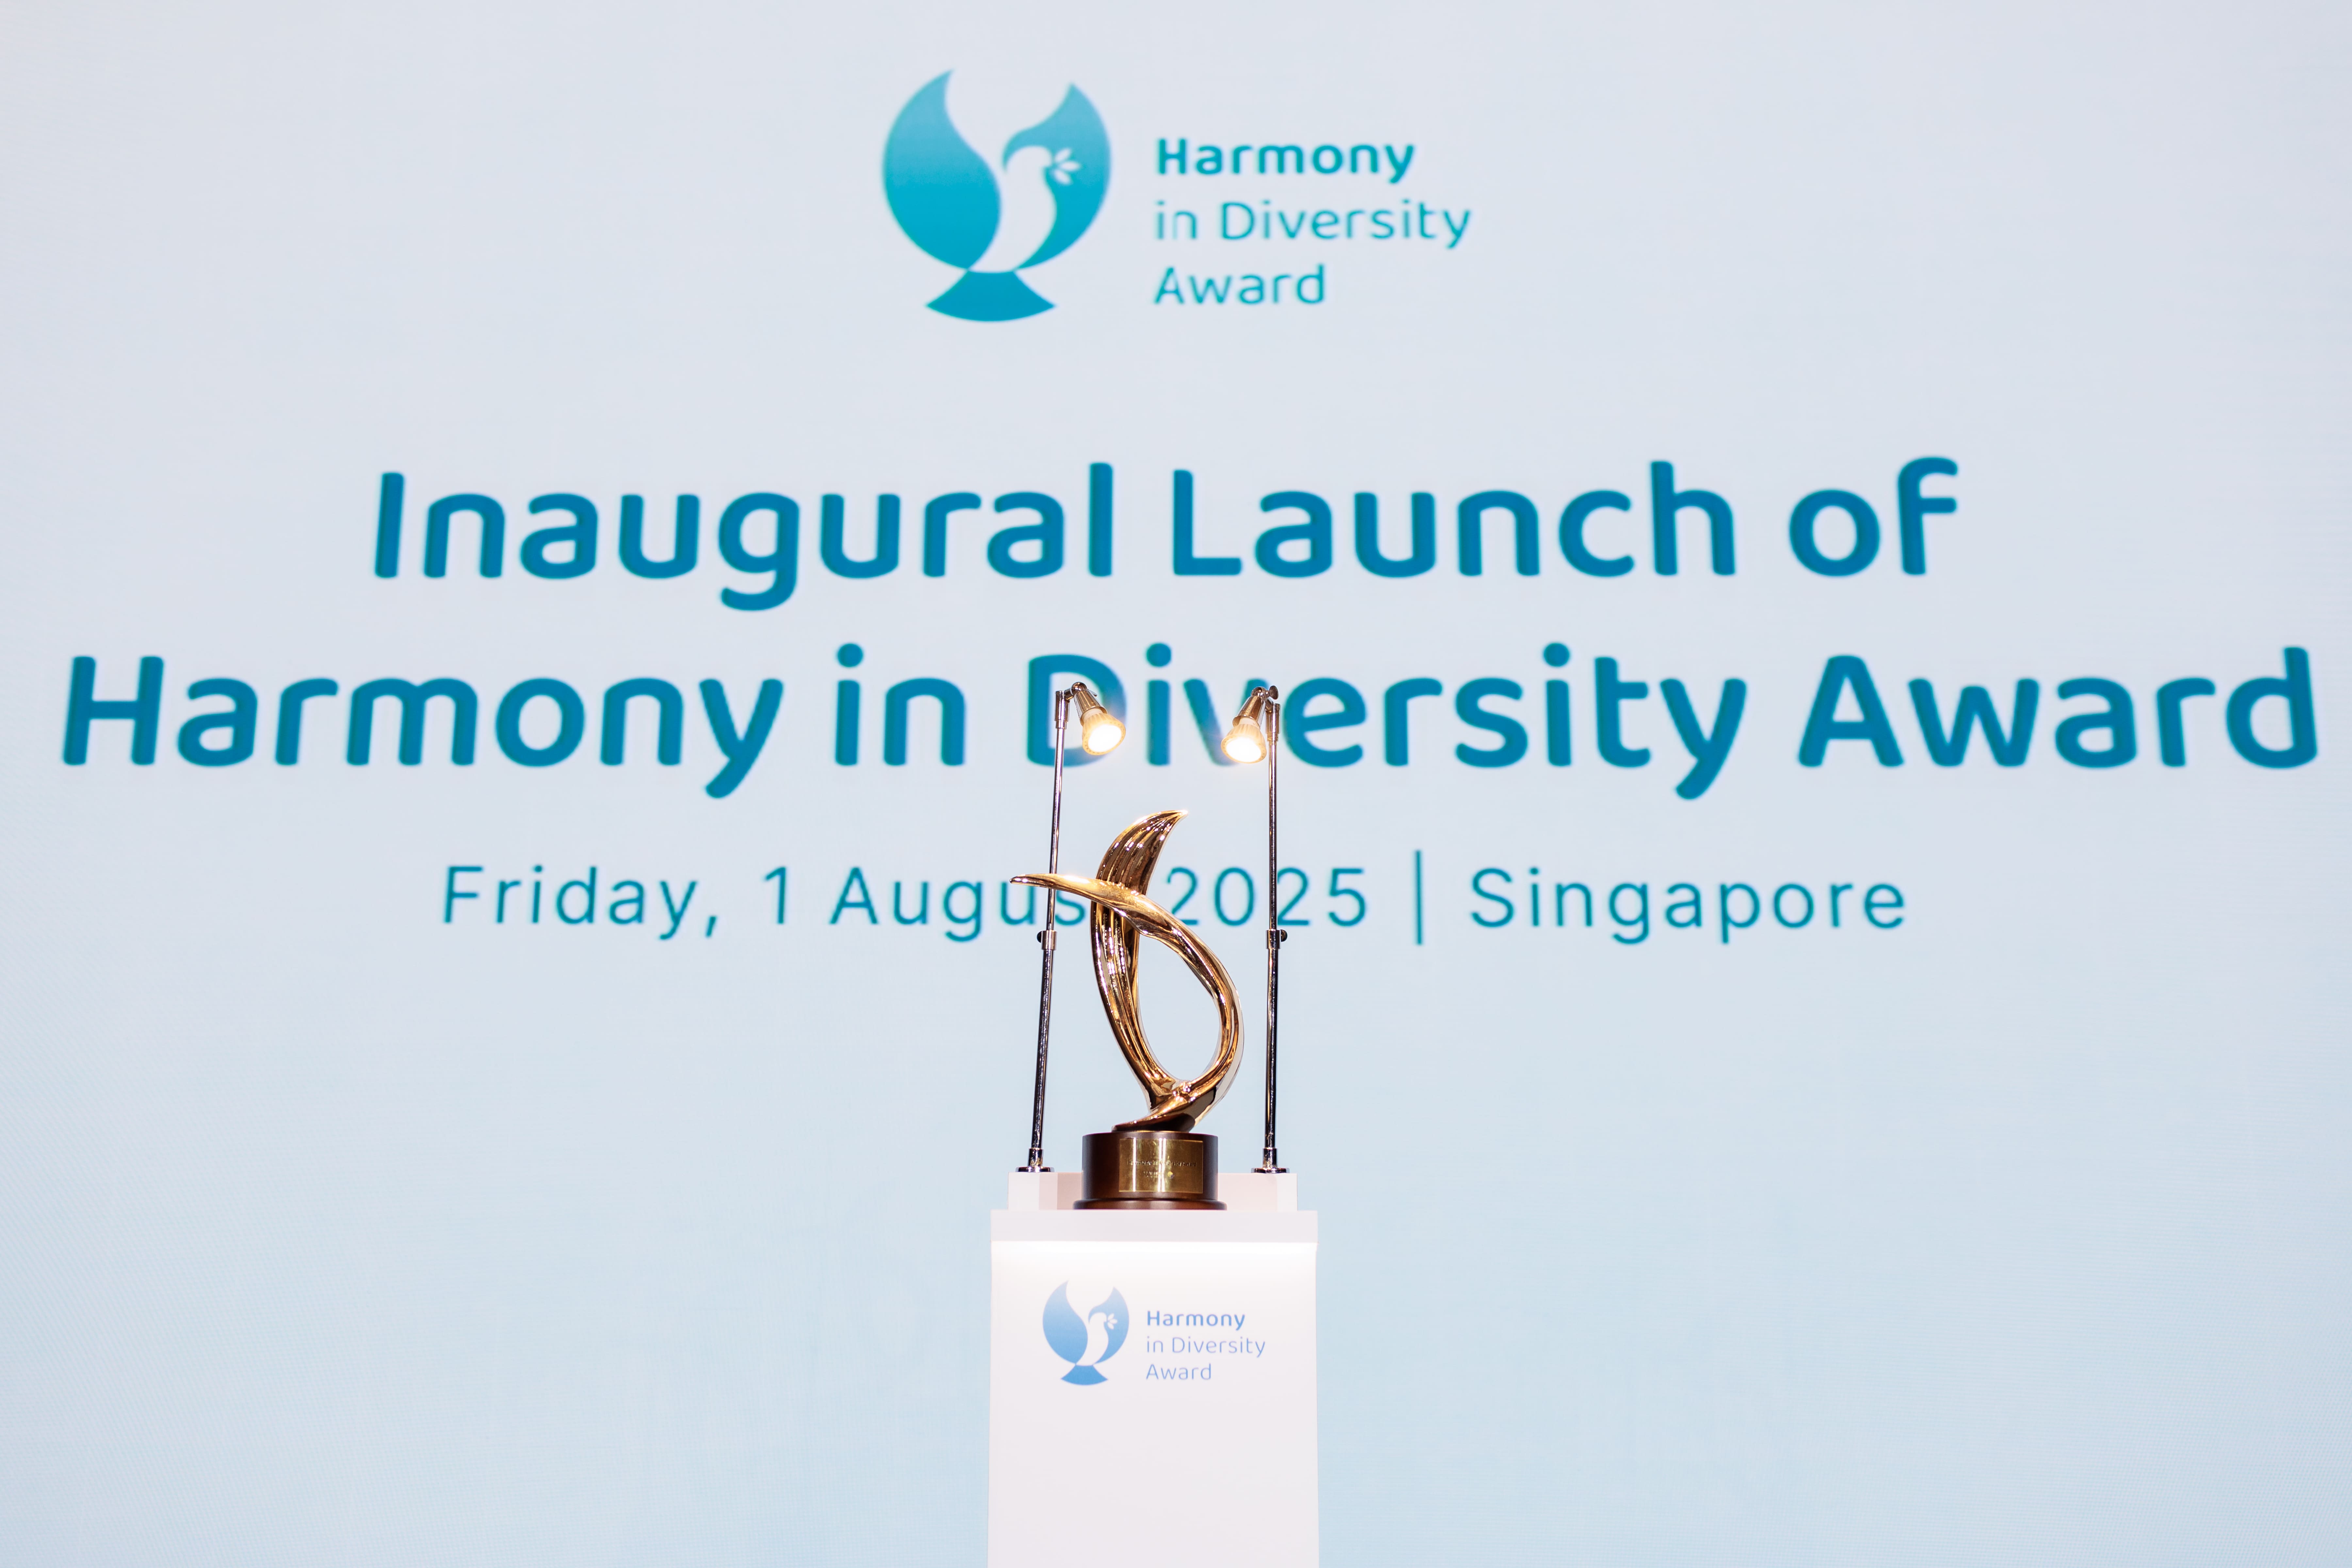 Harmony
in Diversity
Award
Inaugural Launch of
Harmony in Diversity Award
Friday, 1 August 2025 | Singapore
Harmony
in Diversity
Award